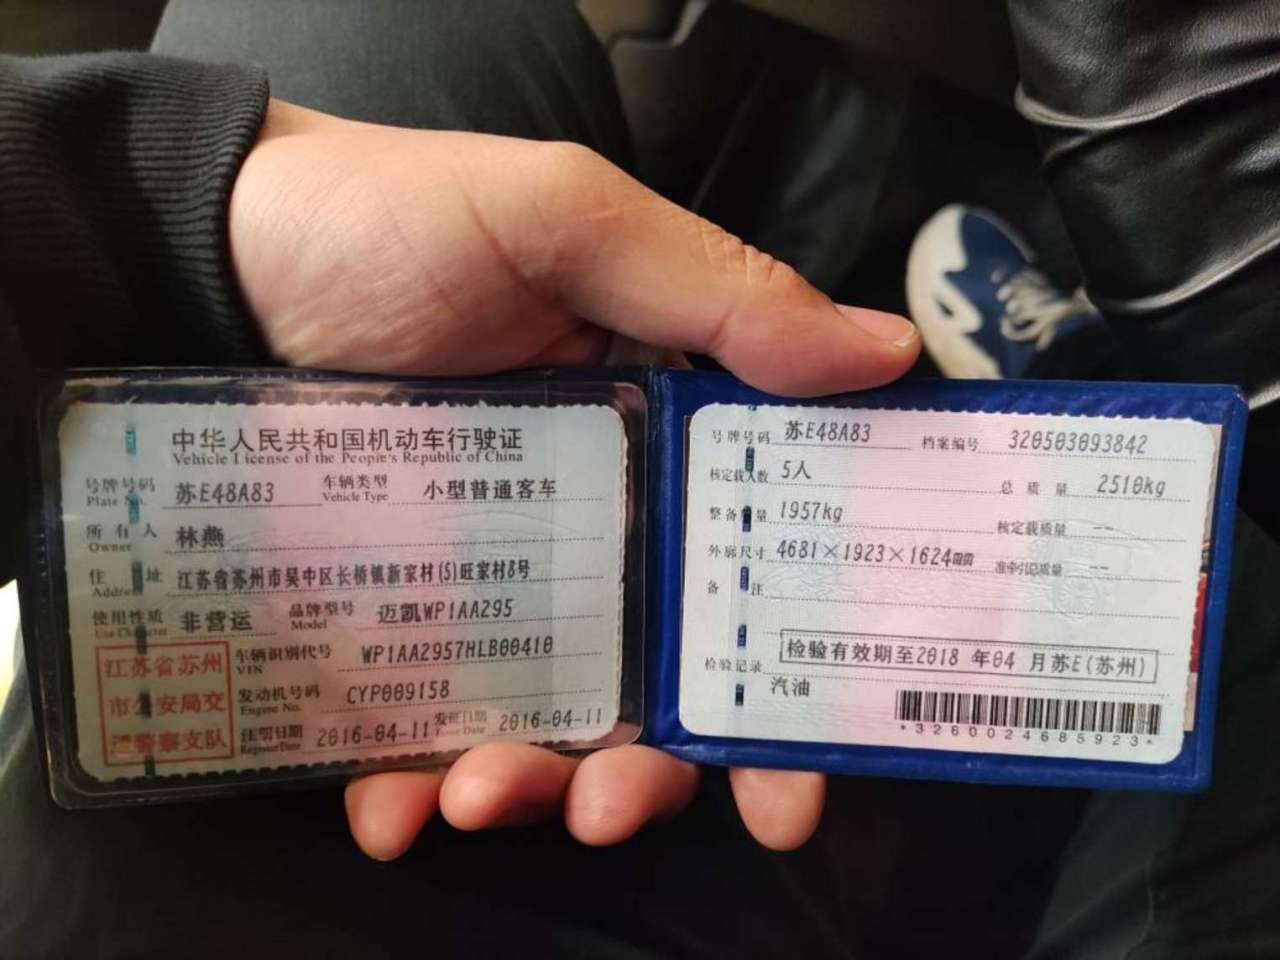 中华人民共和国机动车行驶证
Vehicle License of the People's Republic of China
号牌号码 苏E48A83 车辆类型 小型普通客车
Plate No. Vehicle Type
所有人 林燕
Owner
住址 江苏省苏州市吴中区长桥镇新家村(5)旺家村8号
Address
使用性质 非营运 品牌型号 迈凯WP1AA295
Use Character Model
江苏省苏州
市公安局交
通警察支队
车辆识别代号 WP1AA2957HLB00410
VIN
发动机号码 CYP009158
Engine No.
注册日期 2016-04-11 发证日期 2016-04-11
Register Date Issue Date
号牌号码 苏E48A83 档案编号 320503093842
核定载人数 5人 总质量 2510kg
整备质量 1957kg 核定载质量 --
外廓尺寸 4681×1923×1624mm 准牵引总质量 --
备注
检验记录 检验有效期至2018 年04 月苏E(苏州)
汽油
*3260024685923*